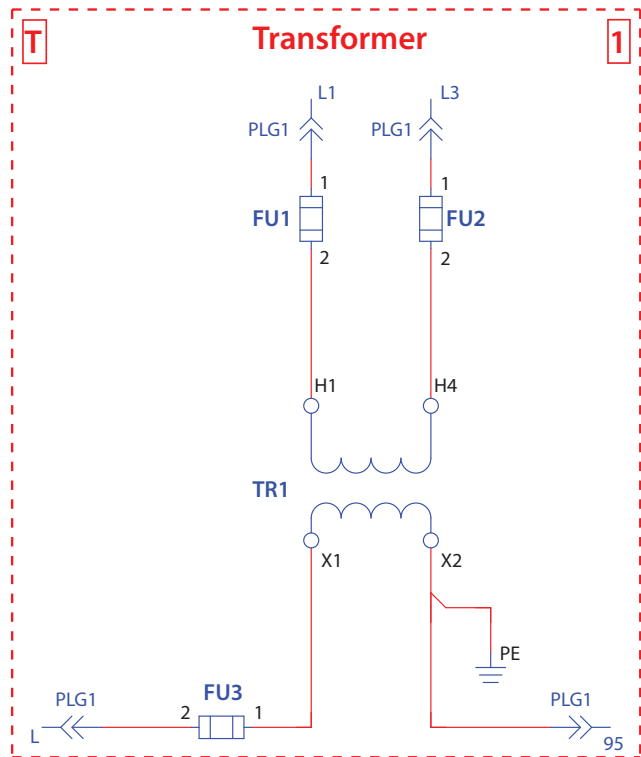 T Transformer 1
L1 L3
PLG1 PLG1
1 1
FU1 FU2
2 2
H1 H4
TR1
X1 X2
PE
FU3
PLG1 PLG1
2 1
L 95